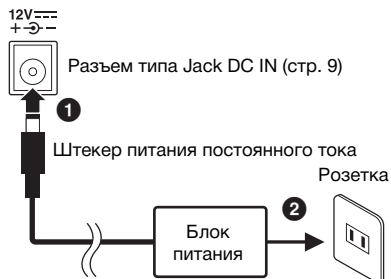 12V
+ −
Разъем типа Jack DC IN (стр. 9)
1
Штекер питания постоянного тока
Розетка
2
Блок
питания